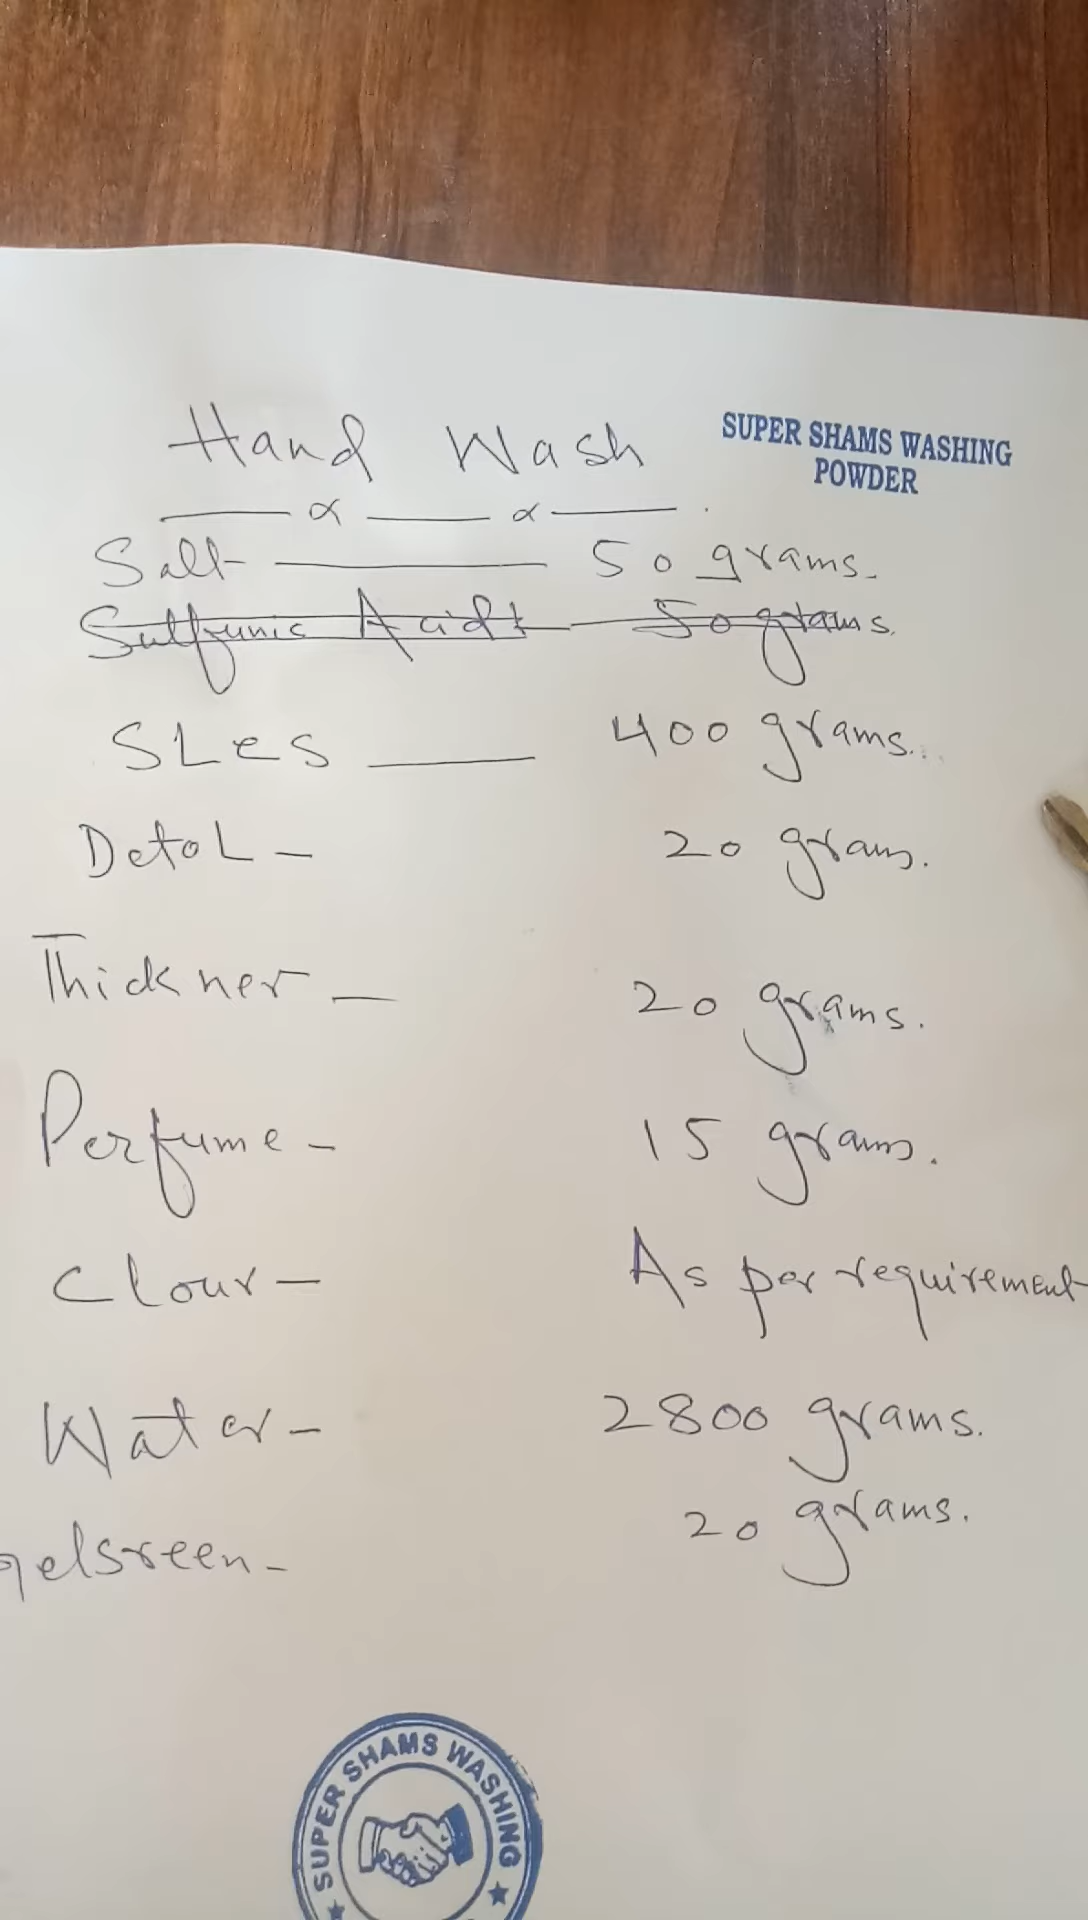 Hand Wash
SUPER SHAMS WASHING
POWDER
Salt 50 grams.
Sulfunic Acid 50 grams.
SLes 400 grams.
DetoL - 20 grams.
Thickner - 20 grams.
Perfume - 15 grams.
Clour - As per requirement
Water - 2800 grams.
gelsreen - 20 grams.
SUPER SHAMS WASHING